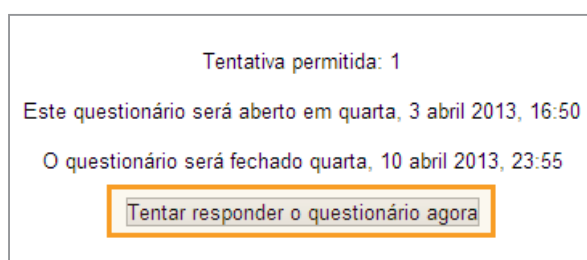 Tentativa permitida: 1
Este questionário será aberto em quarta, 3 abril 2013, 16:50
O questionário será fechado quarta, 10 abril 2013, 23:55
Tentar responder o questionário agora